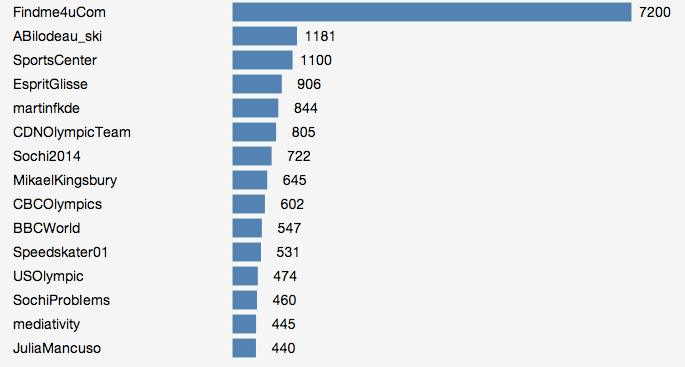 Findme4uCom 7200
ABilodeau_ski 1181
SportsCenter 1100
EspritGlisse 906
martinfkde 844
CDNOlympicTeam 805
Sochi2014 722
MikaelKingsbury 645
CBCOlympics 602
BBCWorld 547
Speedskater01 531
USOlympic 474
SochiProblems 460
mediativity 445
JuliaMancuso 440